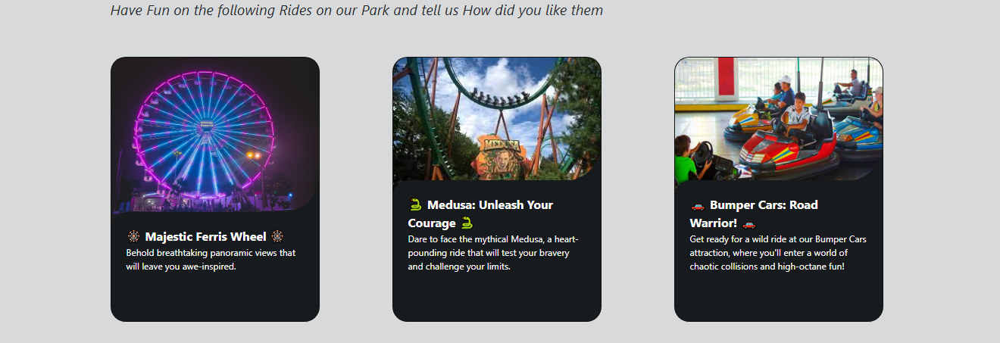 Have Fun on the following Rides on our Park and tell us How did you like them
MEDUSA
🎡 Majestic Ferris Wheel 🎡
Behold breathtaking panoramic views that
will leave you awe-inspired.
🐍 Medusa: Unleash Your
Courage 🐍
Dare to face the mythical Medusa, a heart-
pounding ride that will test your bravery
and challenge your limits.
🚗 Bumper Cars: Road
Warrior! 🚗
Get ready for a wild ride at our Bumper Cars
attraction, where you'll enter a world of
chaotic collisions and high-octane fun!